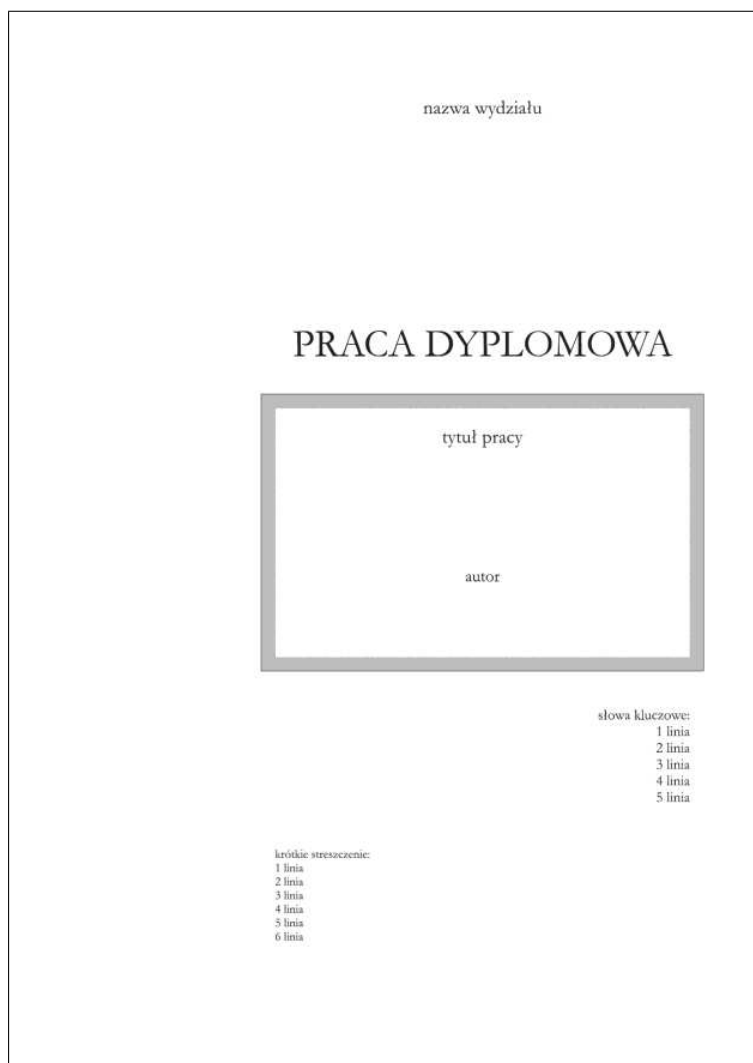 nazwa wydziału
PRACA DYPLOMOWA
tytuł pracy
autor
słowa kluczowe:
1 linia
2 linia
3 linia
4 linia
5 linia
krótkie streszczenie:
1 linia
2 linia
3 linia
4 linia
5 linia
6 linia